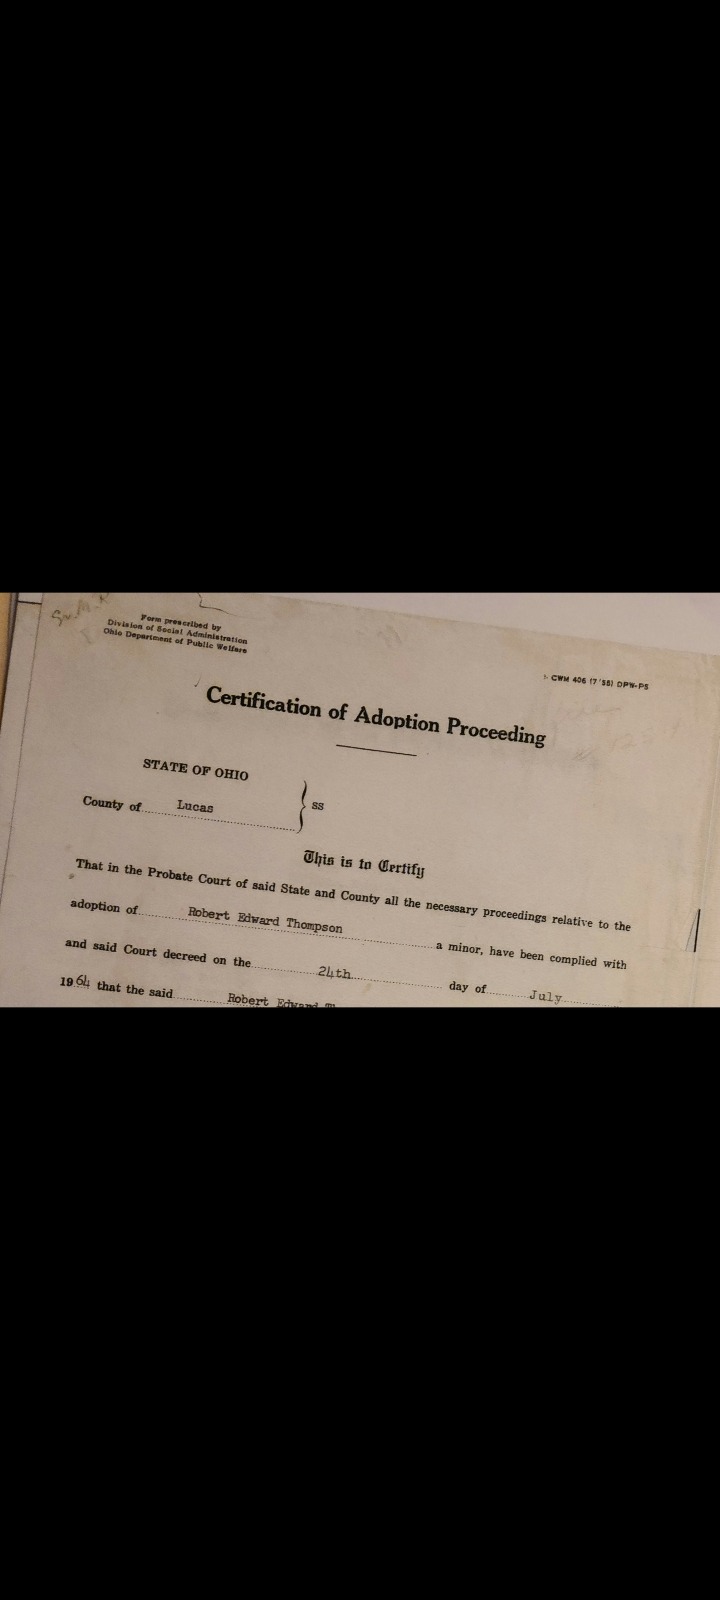 Form prescribed by
Division of Social Administration
Ohio Department of Public Welfare
CWM 406 (7'55) DPW-PS
Certification of Adoption Proceeding
STATE OF OHIO
County of Lucas } ss
This is to Certify
That in the Probate Court of said State and County all the necessary proceedings relative to the
adoption of Robert Edward Thompson a minor, have been complied with
and said Court decreed on the 24th day of July
1964 that the said Robert Edward